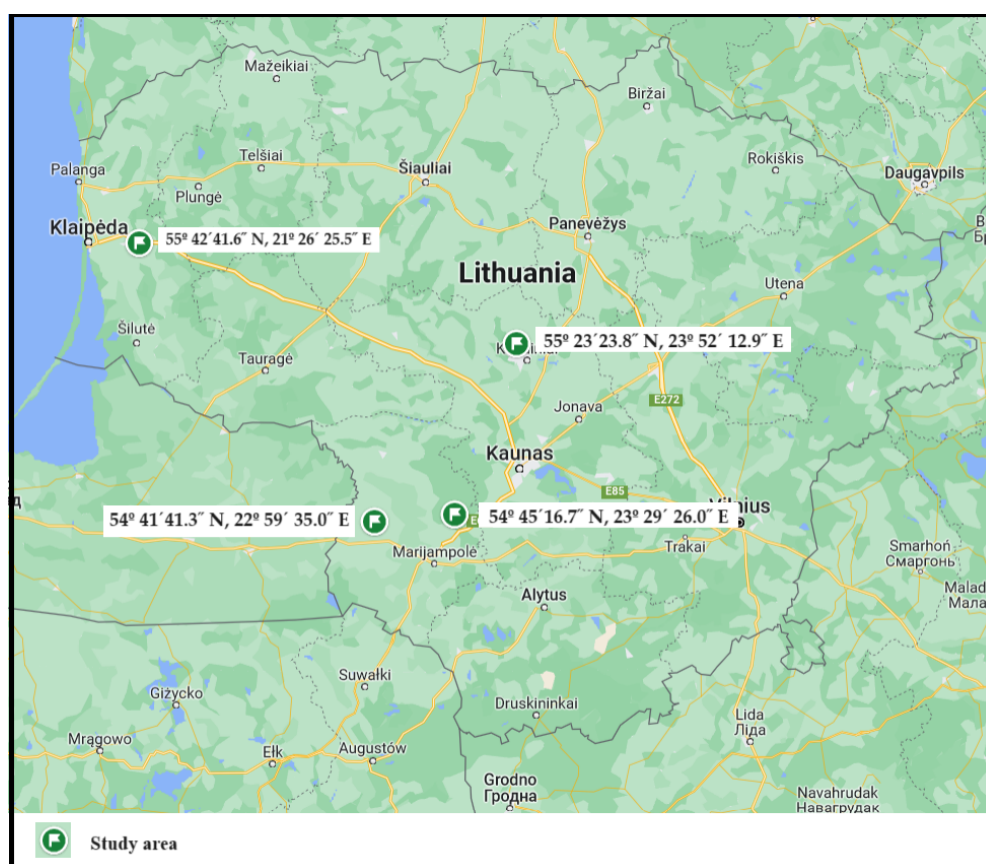 Mažeikiai
Biržai
Telšiai
Rokiškis
Palanga
Šiauliai
Daugavpils
Plungė
Klaipėda
Panevėžys
55º 42´41.6˝ N, 21º 26´ 25.5˝ E
Lithuania
Utena
Šilutė
55º 23´23.8˝ N, 23º 52´ 12.9˝ E
Tauragė
E272
Jonava
Kaunas
E85
54º 41´41.3˝ N, 22º 59´ 35.0˝ E
54º 45´16.7˝ N, 23º 29´ 26.0˝ E
Marijampolė
Trakai
Smarhoń
Смаргонь
Alytus
Suwałki
Giżycko
Druskininkai
Lida
Ліда
Mrągowo
Ełk
Augustów
Grodno
Гродна
Navahrudak
Навагрудак
Study area